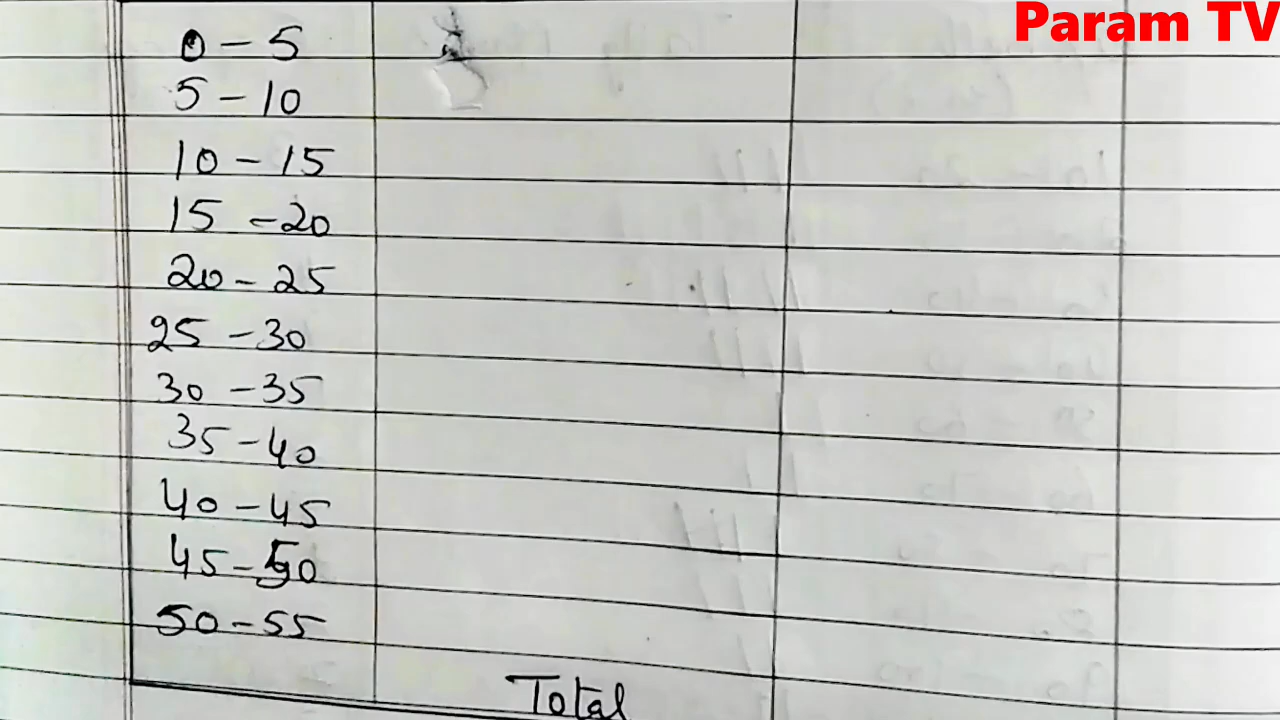 Param TV
0 - 5
5 - 10
10 - 15
15 - 20
20 - 25
25 - 30
30 - 35
35 - 40
40 - 45
45 - 50
50 - 55
Total